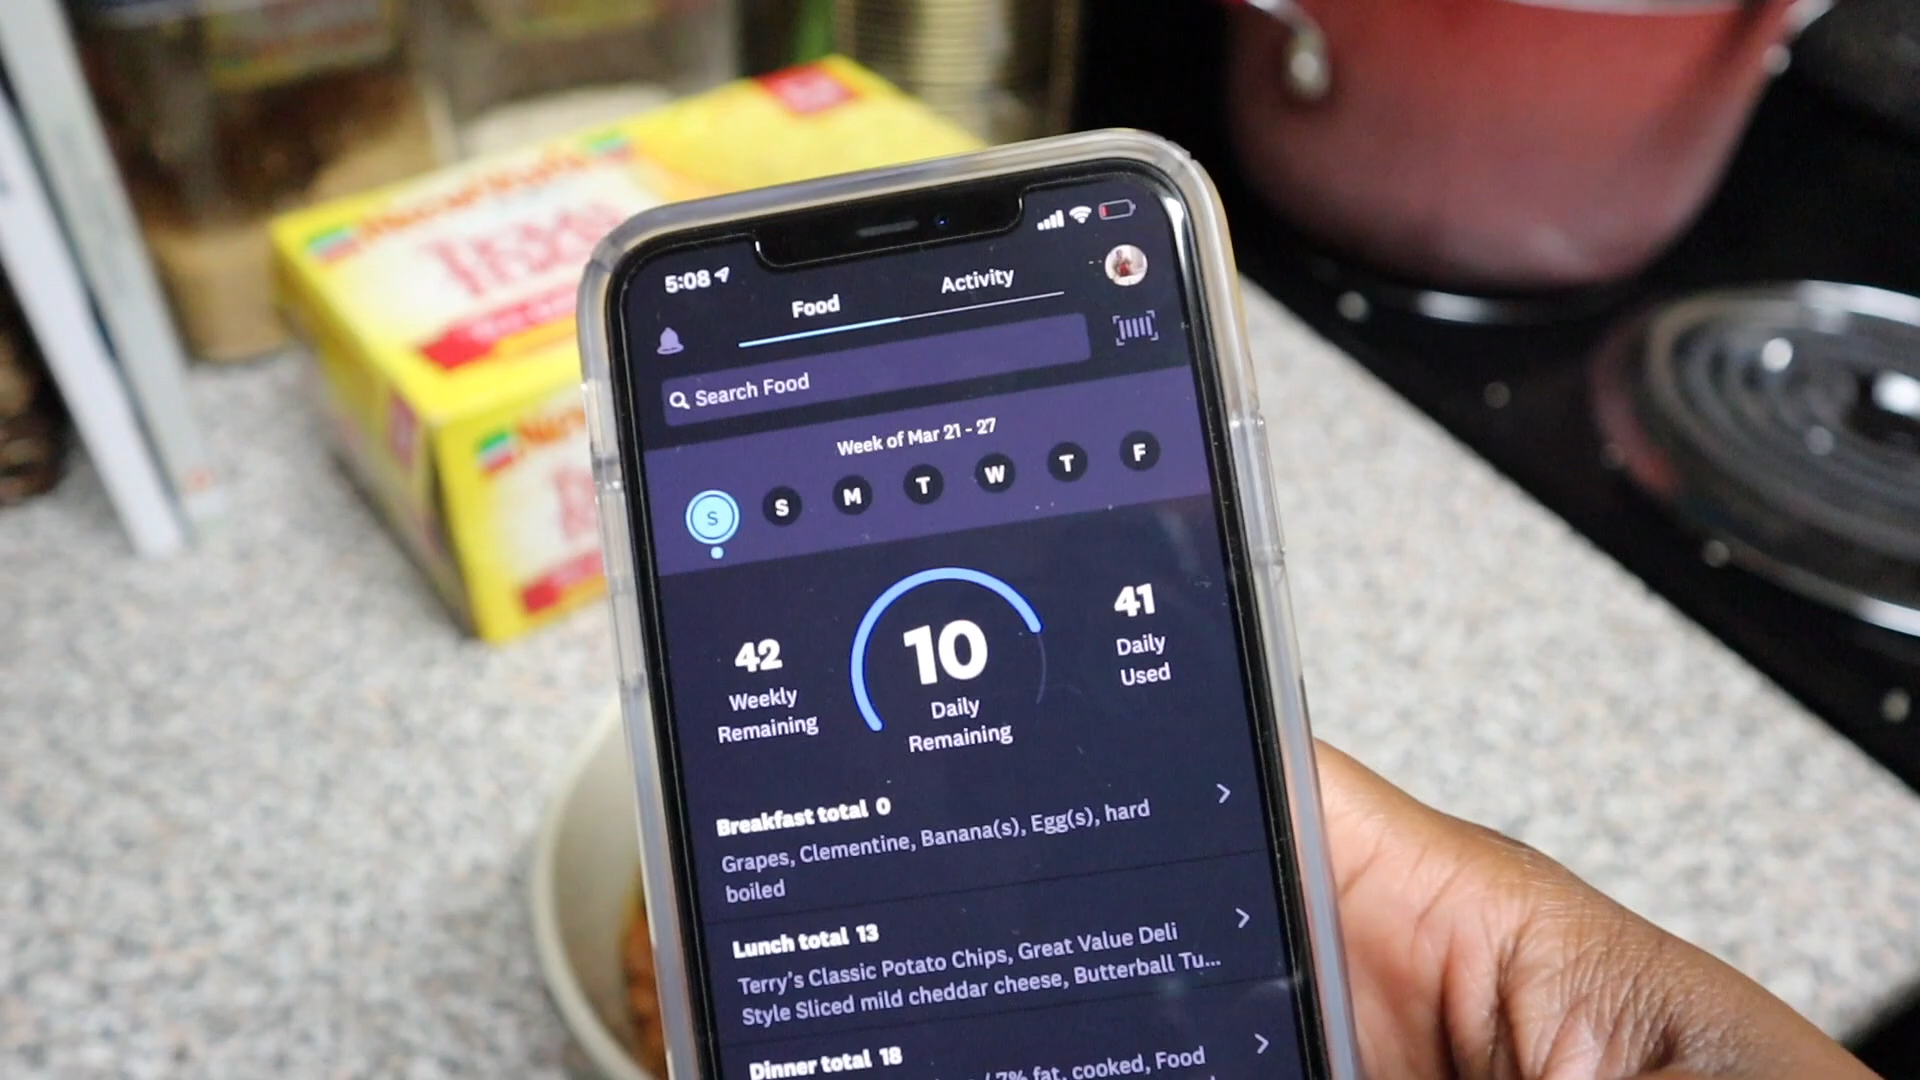 5:08
Food
Activity
Search Food
Week of Mar 21 - 27
S S M T W T F
42
Weekly
Remaining
10
Daily
Remaining
41
Daily
Used
Breakfast total 0
Grapes, Clementine, Banana(s), Egg(s), hard
boiled
Lunch total 13
Terry's Classic Potato Chips, Great Value Deli
Style Sliced mild cheddar cheese, Butterball Tu...
Dinner total 18
/ 7% fat, cooked, Food